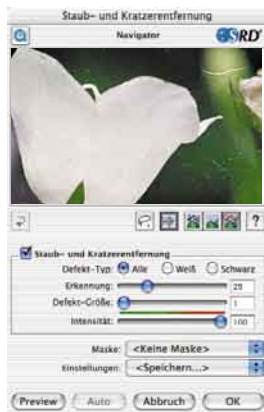 Staub- und Kratzerentfernung
Navigator
SRD
?
Staub- und Kratzerentfernung
Defekt-Typ: Alle Weiß Schwarz
Erkennung: 25
Defekt-Größe: 1
Intensität: 100
Maske: <Keine Maske>
Einstellungen: <Speichern...>
Preview Auto Abbruch OK